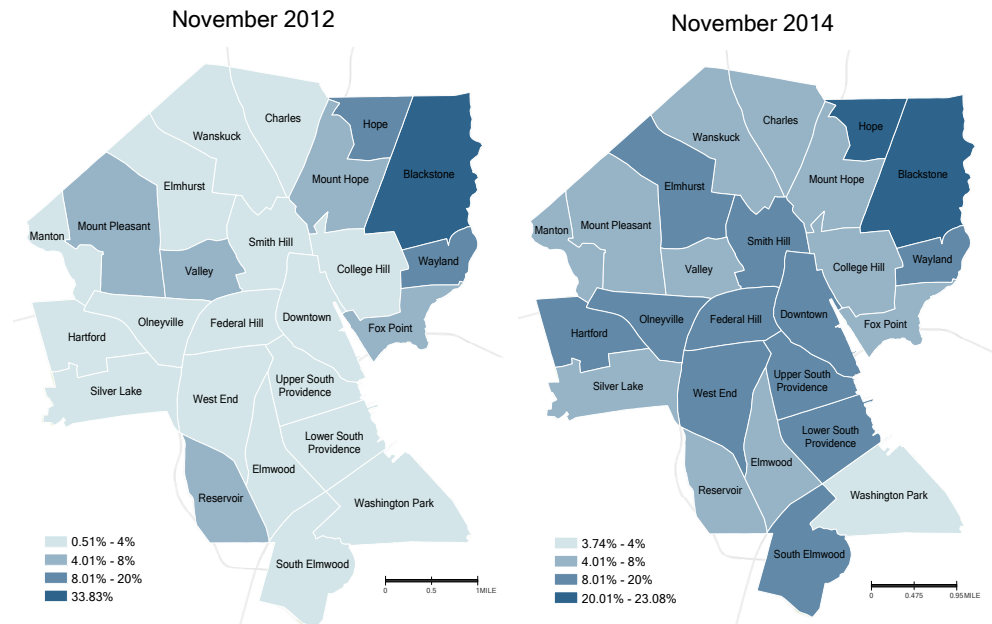 November 2012
Charles
Hope
Wanskuck
Blackstone
Mount Hope
Elmhurst
Mount Pleasant
Manton
Smith Hill
Wayland
Valley
College Hill
Olneyville
Federal Hill
Downtown
Fox Point
Hartford
Upper South
Providence
Silver Lake
West End
Lower South
Providence
Elmwood
Reservoir
Washington Park
South Elmwood
0.51% - 4%
4.01% - 8%
8.01% - 20%
33.83%
0 0.5 1MILE
November 2014
Charles
Hope
Wanskuck
Blackstone
Mount Hope
Elmhurst
Mount Pleasant
Manton
Smith Hill
Wayland
Valley
College Hill
Olneyville
Federal Hill
Downtown
Fox Point
Hartford
Upper South
Providence
Silver Lake
West End
Lower South
Providence
Elmwood
Reservoir
Washington Park
South Elmwood
3.74% - 4%
4.01% - 8%
8.01% - 20%
20.01% - 23.08%
0 0.475 0.95MILE